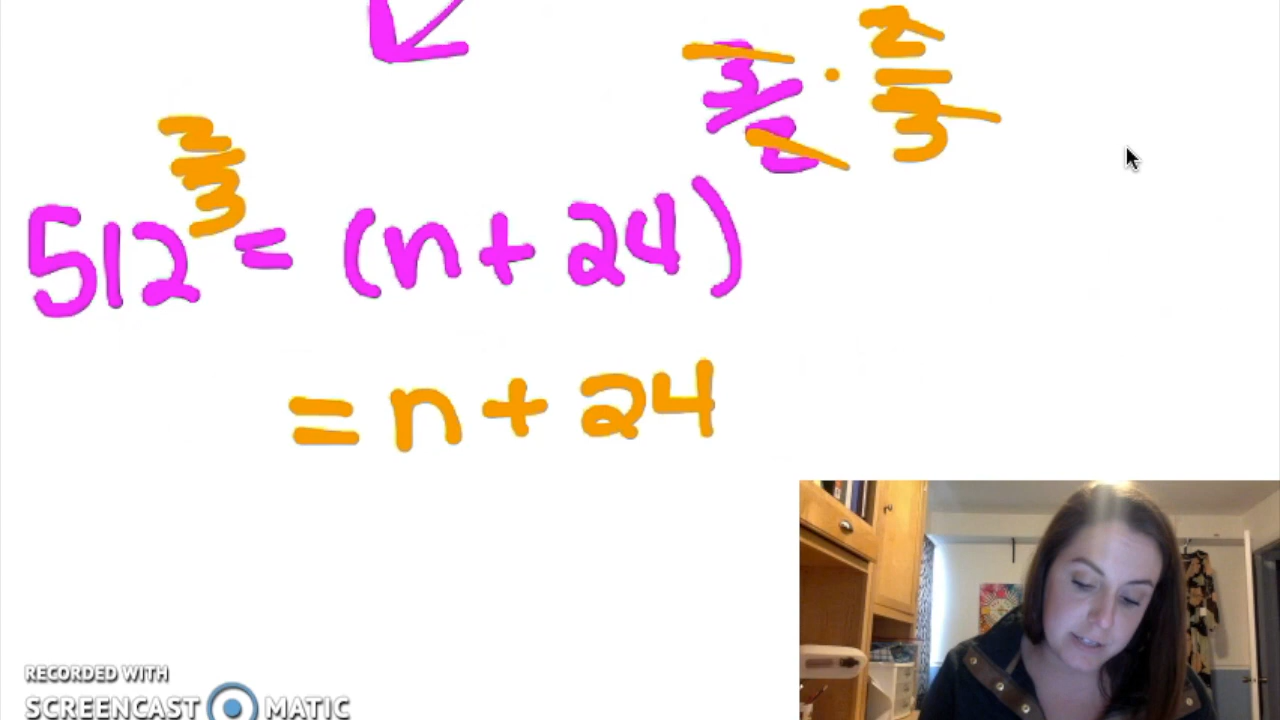 3/2 · 2/3
512^2/3 = (n + 24)
= n + 24
RECORDED WITH
SCREENCAST MATIC